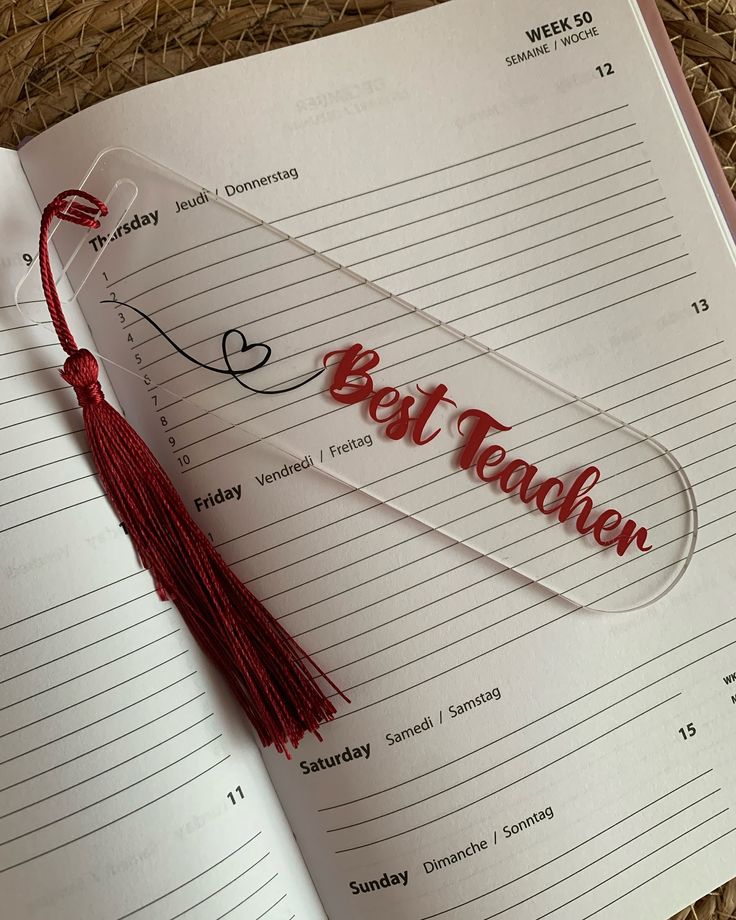 WEEK 50
SEMAINE / WOCHE
12
Thursday Jeudi / Donnerstag
9
1
2
3
4
5
6
7
8
9
10
13
Best Teacher
Friday Vendredi / Freitag
1
Saturday Samedi / Samstag
15
11
Sunday Dimanche / Sonntag